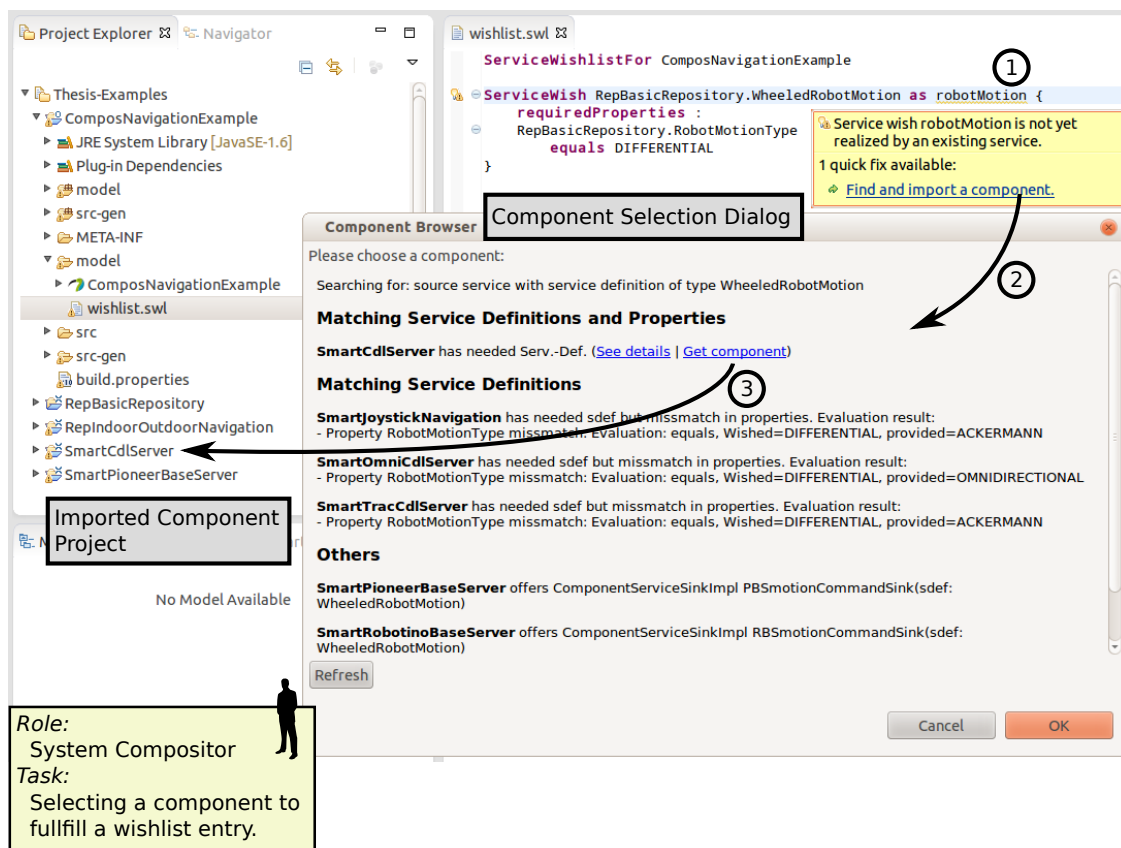 Project Explorer
Navigator
Thesis-Examples
ComposNavigationExample
JRE System Library [JavaSE-1.6]
Plug-in Dependencies
model
src-gen
META-INF
model
ComposNavigationExample
wishlist.swl
src
src-gen
build.properties
RepBasicRepository
RepIndoorOutdoorNavigation
SmartCdlServer
SmartPioneerBaseServer
Imported Component
Project
No Model Available
wishlist.swl
ServiceWishlistFor ComposNavigationExample
1
ServiceWish RepBasicRepository.WheeledRobotMotion as robotMotion {
requiredProperties :
RepBasicRepository.RobotMotionType
equals DIFFERENTIAL
}
Service wish robotMotion is not yet
realized by an existing service.
1 quick fix available:
Find and import a component.
Component Selection Dialog
Component Browser
Please choose a component:
2
Searching for: source service with service definition of type WheeledRobotMotion
Matching Service Definitions and Properties
SmartCdlServer has needed Serv.-Def. (See details | Get component)
Matching Service Definitions
3
SmartJoystickNavigation has needed sdef but missmatch in properties. Evaluation result:
- Property RobotMotionType missmatch: Evaluation: equals, Wished=DIFFERENTIAL, provided=ACKERMANN
SmartOmniCdlServer has needed sdef but missmatch in properties. Evaluation result:
- Property RobotMotionType missmatch: Evaluation: equals, Wished=DIFFERENTIAL, provided=OMNIDIRECTIONAL
SmartTracCdlServer has needed sdef but missmatch in properties. Evaluation result:
- Property RobotMotionType missmatch: Evaluation: equals, Wished=DIFFERENTIAL, provided=ACKERMANN
Others
SmartPioneerBaseServer offers ComponentServiceSinkImpl PBSmotionCommandSink(sdef:
WheeledRobotMotion)
SmartRobotinoBaseServer offers ComponentServiceSinkImpl RBSmotionCommandSink(sdef:
WheeledRobotMotion)
Refresh
Cancel
OK
Role:
System Compositor
Task:
Selecting a component to
fullfill a wishlist entry.